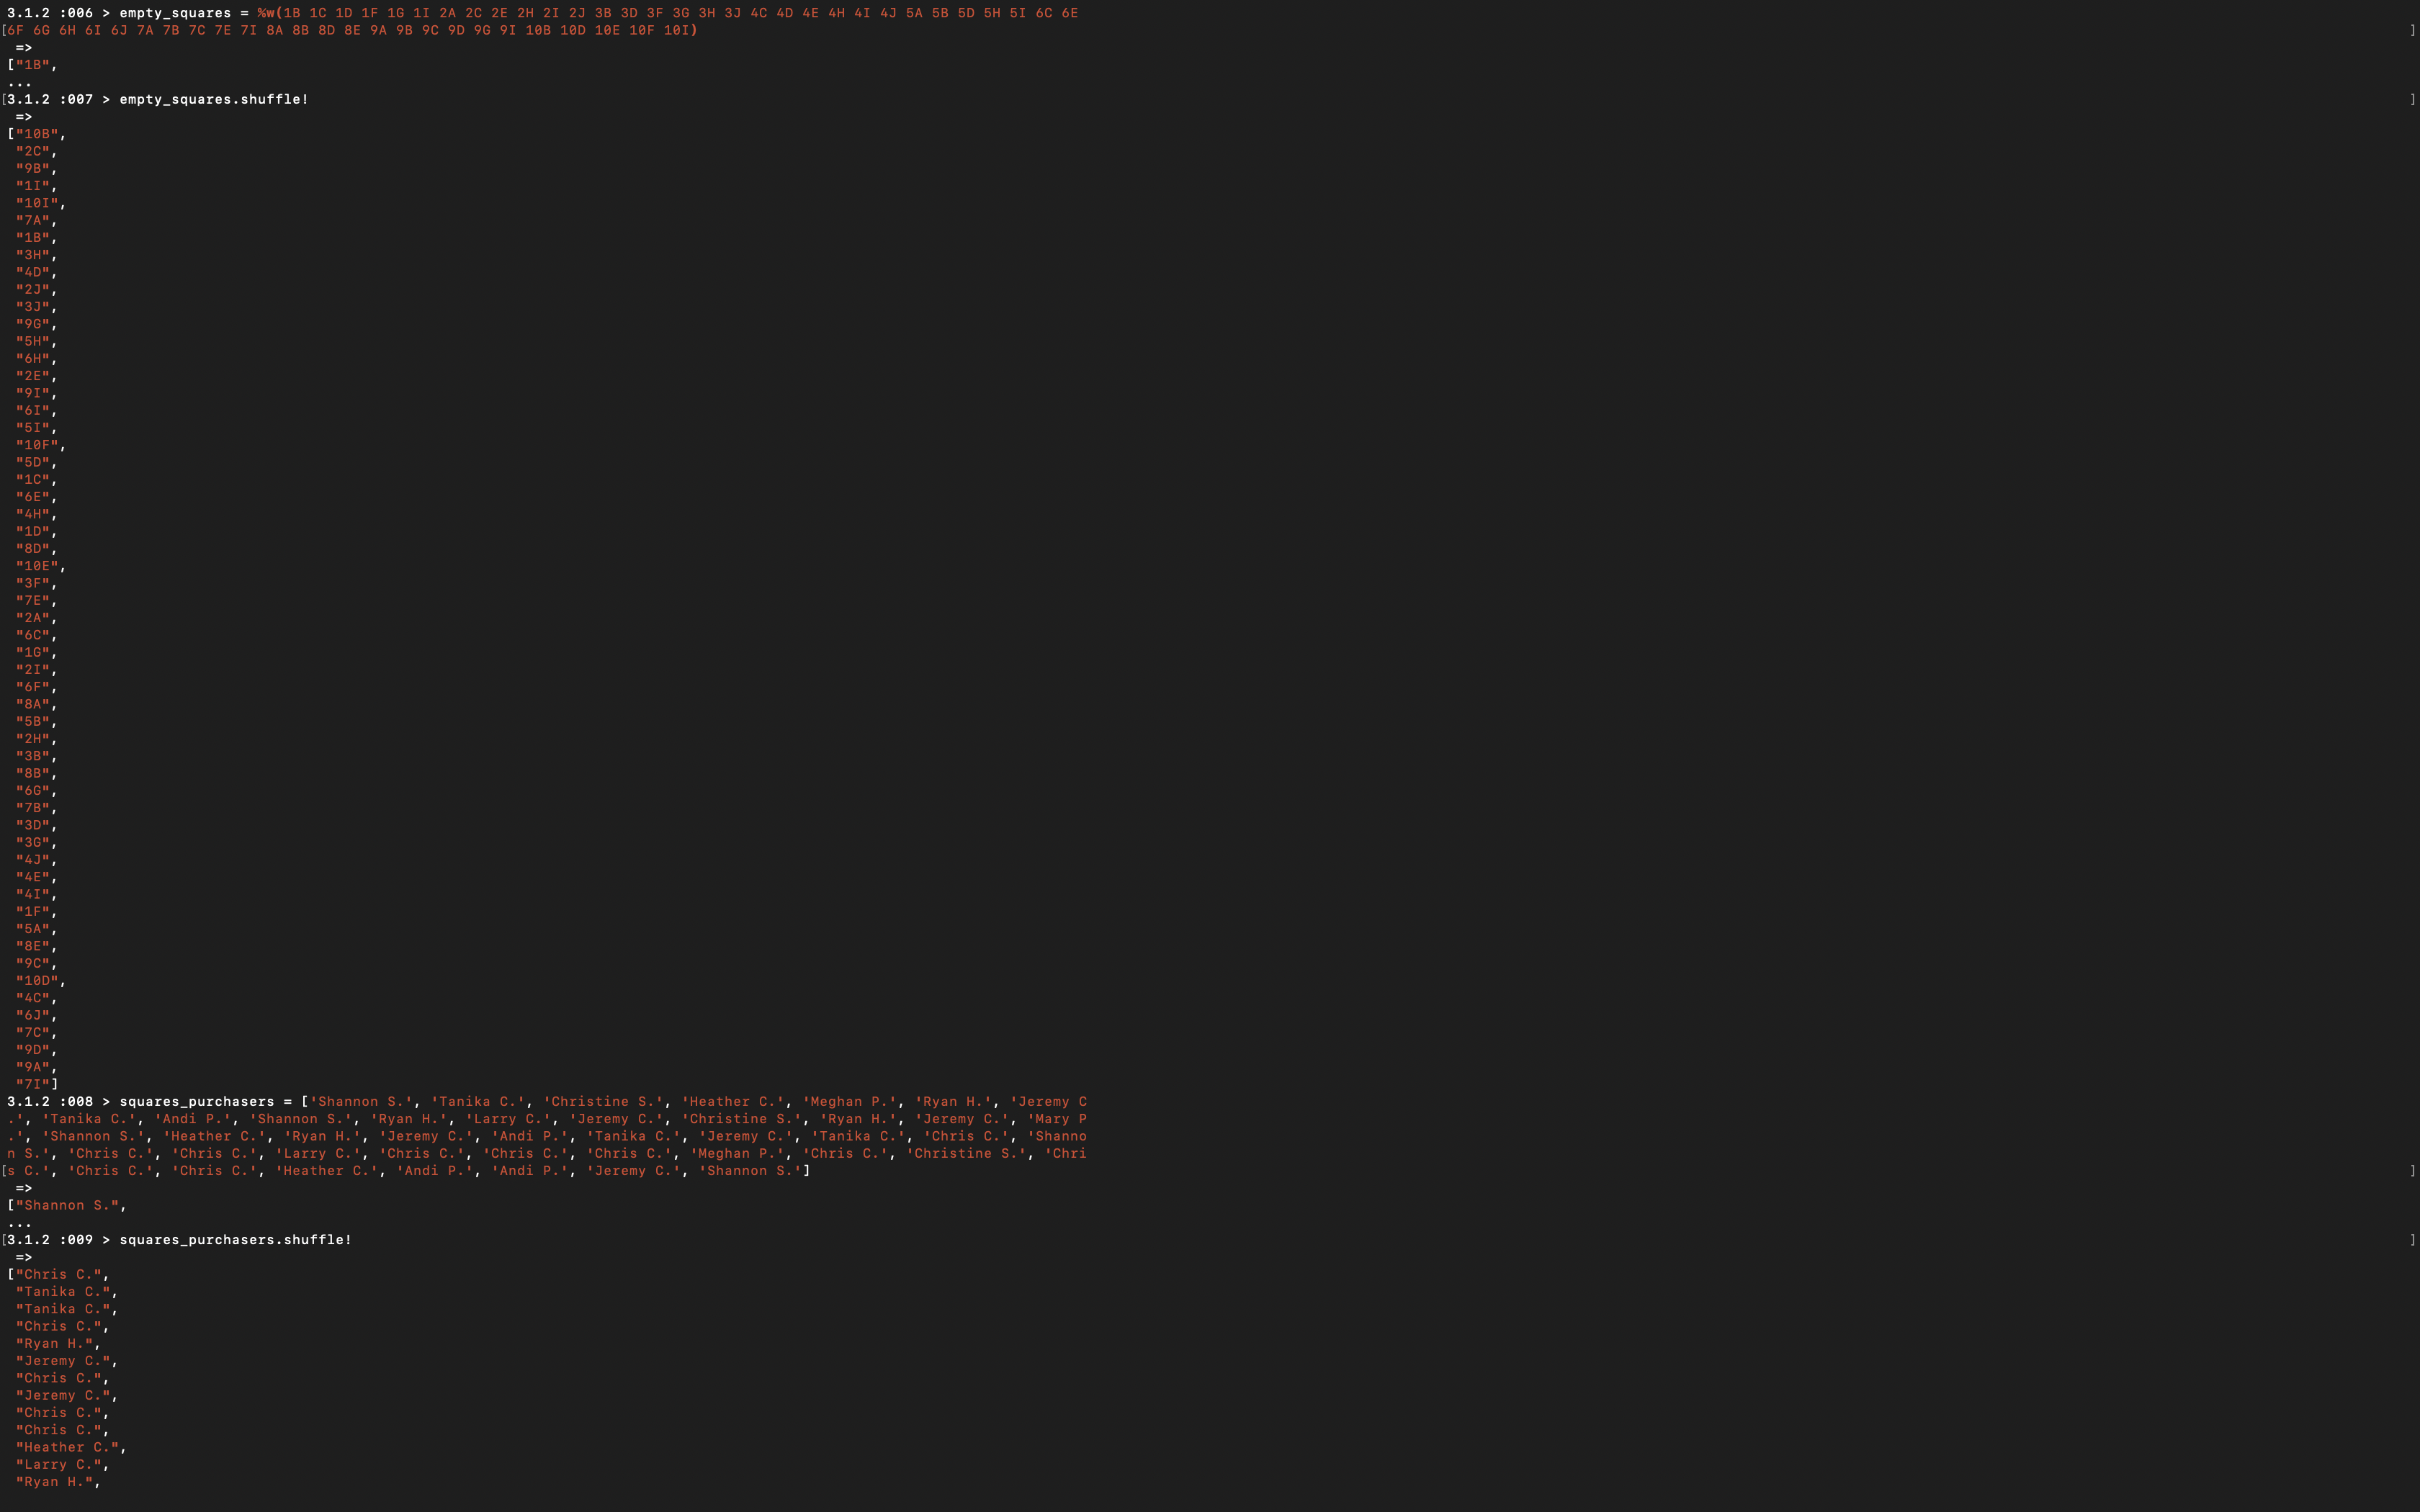 3.1.2 :006 > empty_squares = %w(1B 1C 1D 1F 1G 1I 2A 2C 2E 2H 2I 2J 3B 3D 3F 3G 3H 3J 4C 4D 4E 4H 4I 4J 5A 5B 5D 5H 5I 6C 6E
[6F 6G 6H 6I 6J 7A 7B 7C 7E 7I 8A 8B 8D 8E 9A 9B 9C 9D 9G 9I 10B 10D 10E 10F 10I) ]
=>
["1B",
...
[3.1.2 :007 > empty_squares.shuffle! ]
=>
["10B",
"2C",
"9B",
"1I",
"10I",
"7A",
"1B",
"3H",
"4D",
"2J",
"3J",
"9G",
"5H",
"6H",
"2E",
"9I",
"6I",
"5I",
"10F",
"5D",
"1C",
"6E",
"4H",
"1D",
"8D",
"10E",
"3F",
"7E",
"2A",
"6C",
"1G",
"2I",
"6F",
"8A",
"5B",
"2H",
"3B",
"8B",
"6G",
"7B",
"3D",
"3G",
"4J",
"4E",
"4I",
"1F",
"5A",
"8E",
"9C",
"10D",
"4C",
"6J",
"7C",
"9D",
"9A",
"7I"]
3.1.2 :008 > squares_purchasers = ['Shannon S.', 'Tanika C.', 'Christine S.', 'Heather C.', 'Meghan P.', 'Ryan H.', 'Jeremy C
.', 'Tanika C.', 'Andi P.', 'Shannon S.', 'Ryan H.', 'Larry C.', 'Jeremy C.', 'Christine S.', 'Ryan H.', 'Jeremy C.', 'Mary P
.', 'Shannon S.', 'Heather C.', 'Ryan H.', 'Jeremy C.', 'Andi P.', 'Tanika C.', 'Jeremy C.', 'Tanika C.', 'Chris C.', 'Shanno
n S.', 'Chris C.', 'Chris C.', 'Larry C.', 'Chris C.', 'Chris C.', 'Chris C.', 'Meghan P.', 'Chris C.', 'Christine S.', 'Chri
[s C.', 'Chris C.', 'Chris C.', 'Heather C.', 'Andi P.', 'Andi P.', 'Jeremy C.', 'Shannon S.'] ]
=>
["Shannon S.",
...
[3.1.2 :009 > squares_purchasers.shuffle! ]
=>
["Chris C.",
"Tanika C.",
"Tanika C.",
"Chris C.",
"Ryan H.",
"Jeremy C.",
"Chris C.",
"Jeremy C.",
"Chris C.",
"Chris C.",
"Heather C.",
"Larry C.",
"Ryan H.",